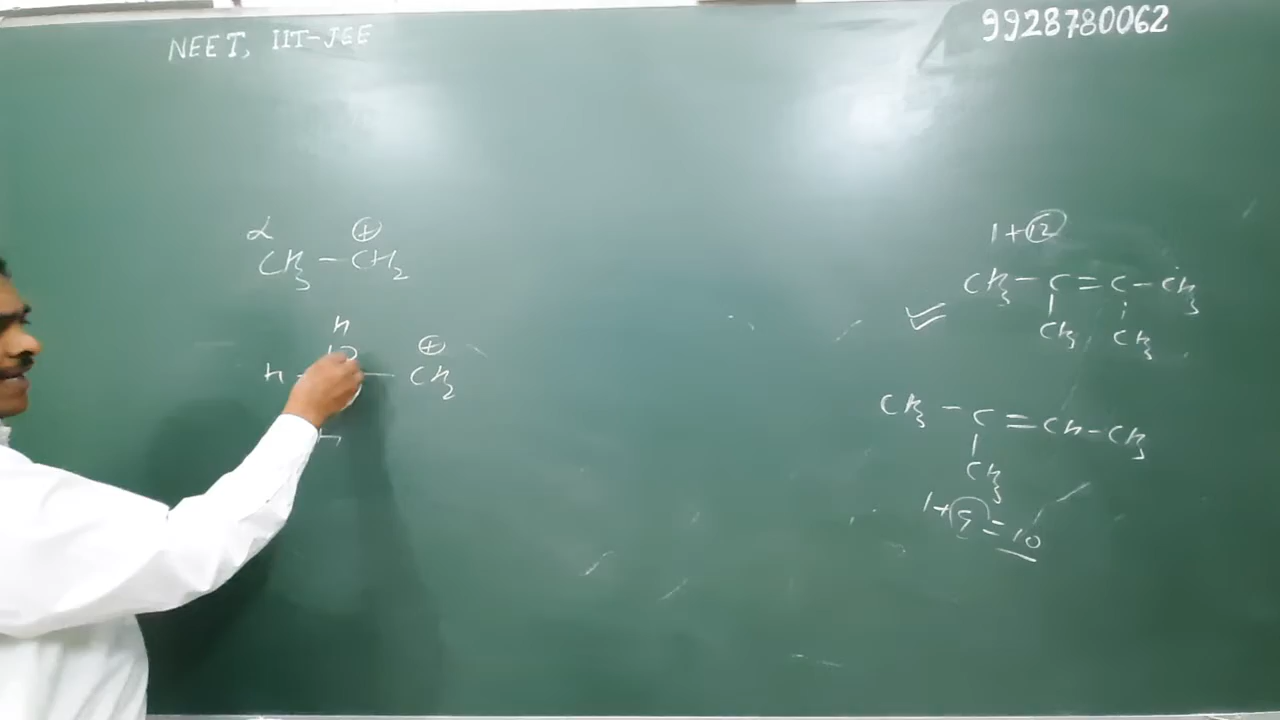 NEET, IIT-JEE
9928780062
α ⊕
CH₃ – CH₂
H
⊕
H – – CH₂
H
1+12
CH₃ – C = C – CH₃
CH₃ CH₃
CH₃ – C = CH – CH₃
CH₃
1+9 = 10